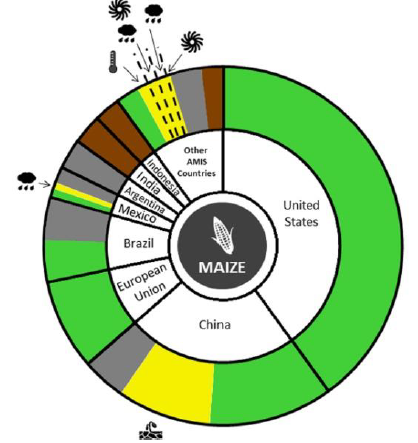 Other
AMIS
Countries
United
States
China
European
Union
Brazil
Mexico
Argentina
India
Indonesia
MAIZE